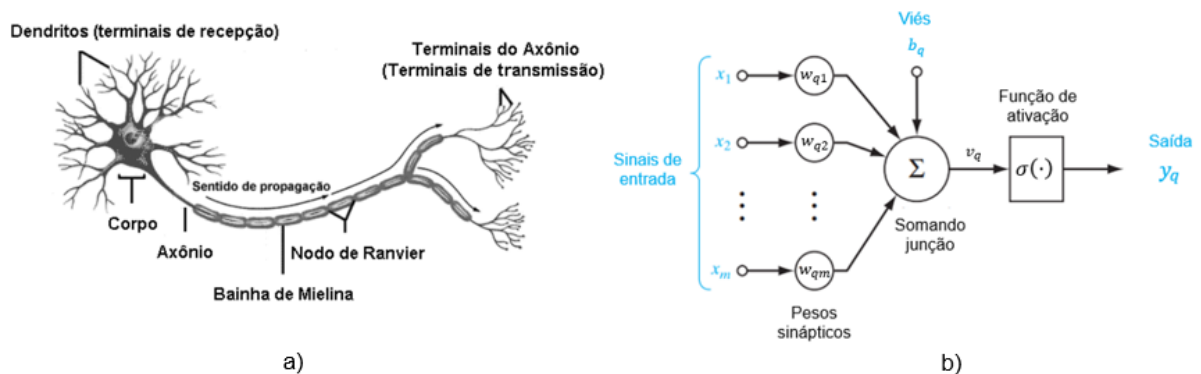 Dendritos (terminais de recepção)
Terminais do Axônio
(Terminais de transmissão)
Sentido de propagação
Corpo
Axônio
Nodo de Ranvier
Bainha de Mielina
a)
Viés
b_q
x_1
w_q1
Função de
ativação
x_2
w_q2
Sinais de
entrada
Σ
v_q
σ(·)
Saída
y_q
Somando
junção
x_m
w_qm
Pesos
sinápticos
b)